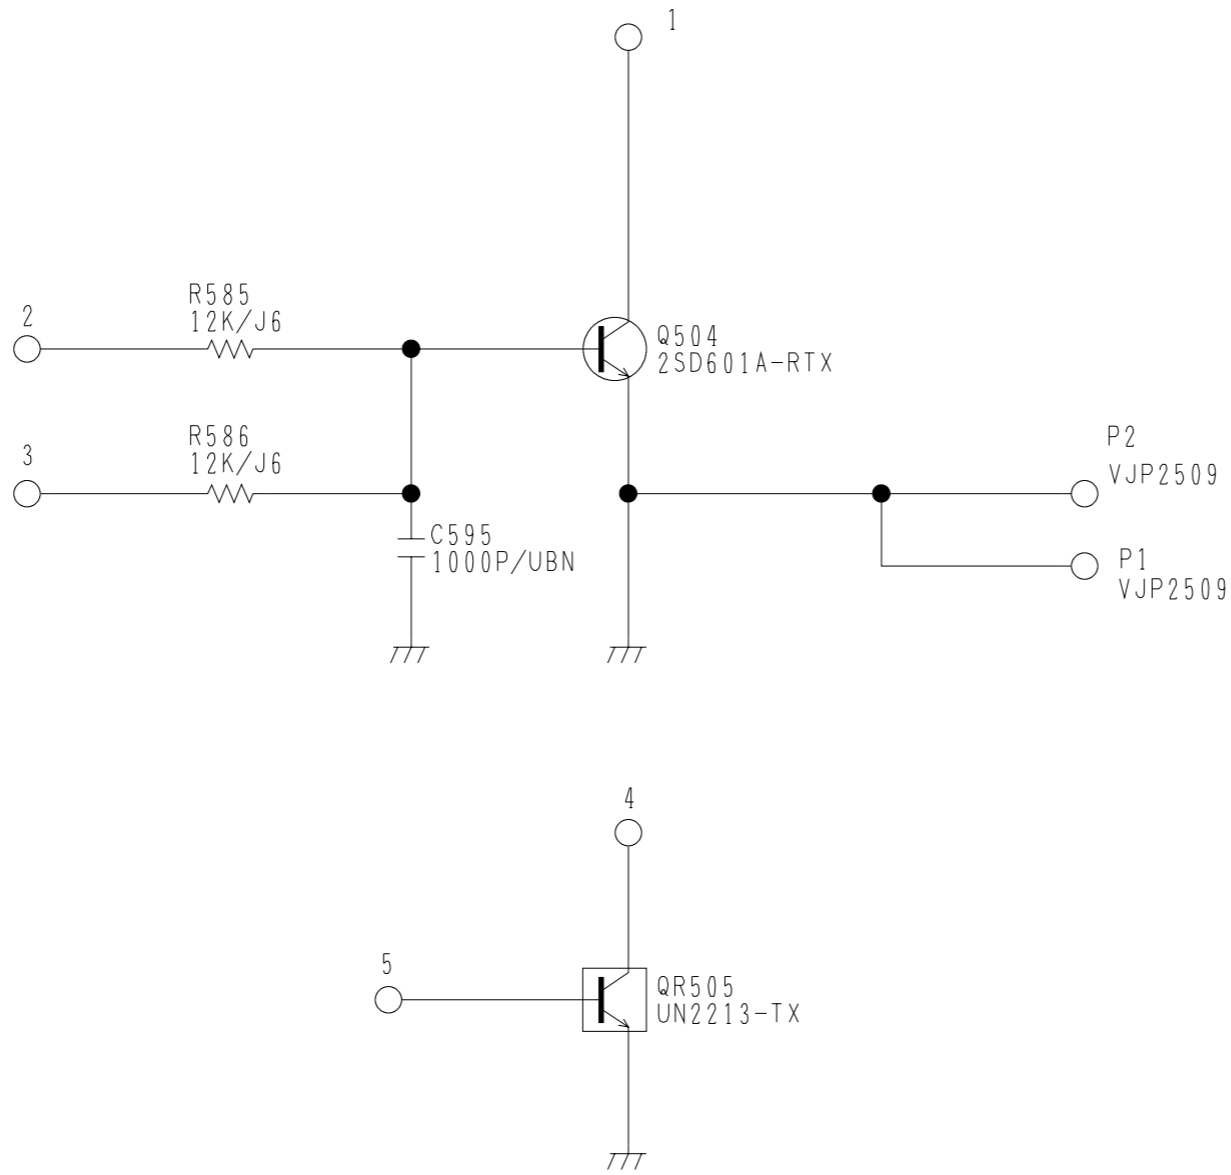 1
2
R585
12K/J6
Q504
2SD601A-RTX
3
R586
12K/J6
P2
VJP2509
C595
1000P/UBN
P1
VJP2509
4
5
QR505
UN2213-TX